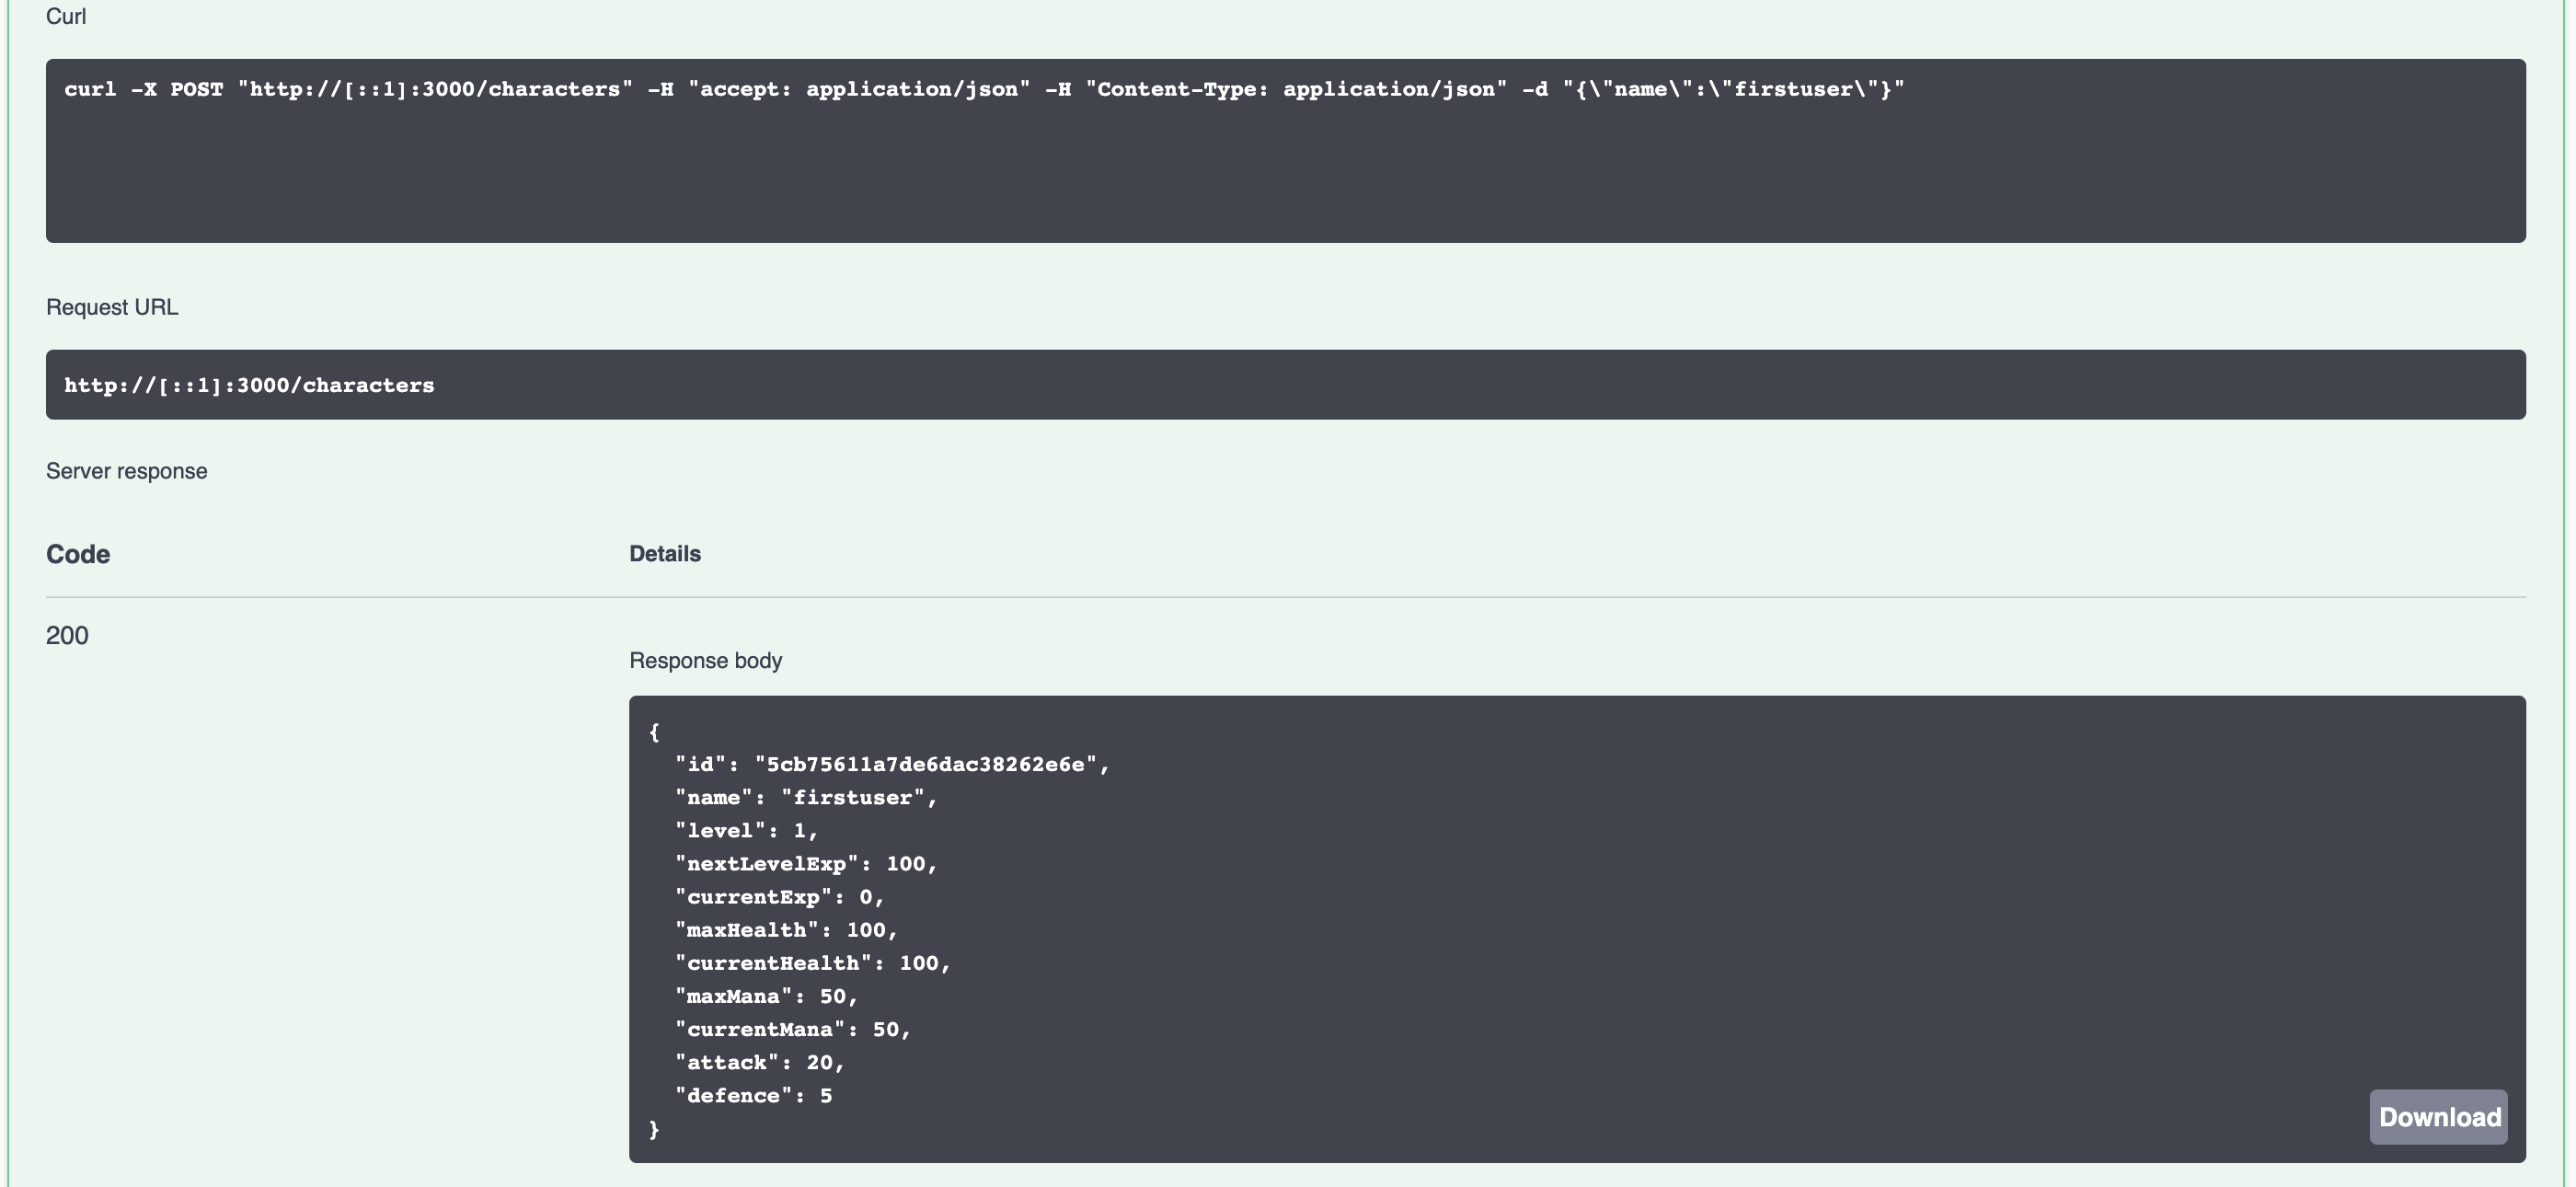 Curl
curl -X POST "http://[::1]:3000/characters" -H "accept: application/json" -H "Content-Type: application/json" -d "{\"name\":\"firstuser\"}"
Request URL
http://[::1]:3000/characters
Server response
Code Details
200
Response body
{
  "id": "5cb75611a7de6dac38262e6e",
  "name": "firstuser",
  "level": 1,
  "nextLevelExp": 100,
  "currentExp": 0,
  "maxHealth": 100,
  "currentHealth": 100,
  "maxMana": 50,
  "currentMana": 50,
  "attack": 20,
  "defence": 5
}
Download